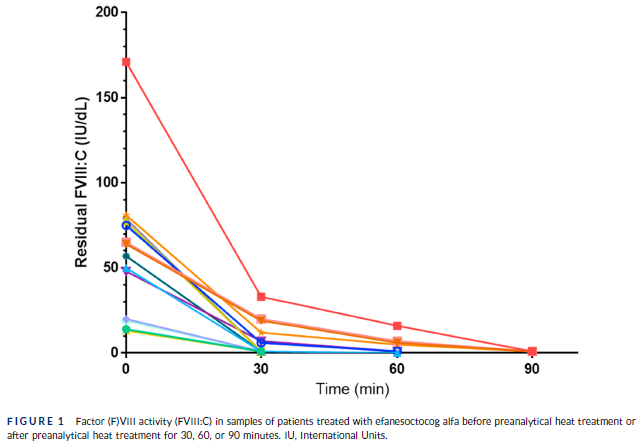 200
150
100
50
0
Residual FVIII:C (IU/dL)
0 30 60 90
Time (min)
FIGURE 1 Factor (F)VIII activity (FVIII:C) in samples of patients treated with efanesoctocog alfa before preanalytical heat treatment or
after preanalytical heat treatment for 30, 60, or 90 minutes. IU, International Units.